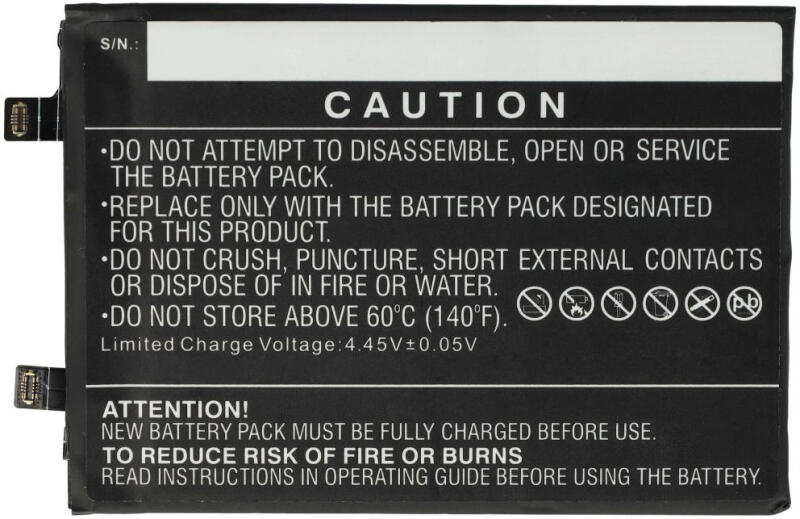 S/N.:
CAUTION
•DO NOT ATTEMPT TO DISASSEMBLE, OPEN OR SERVICE
THE BATTERY PACK.
•REPLACE ONLY WITH THE BATTERY PACK DESIGNATED
FOR THIS PRODUCT.
•DO NOT CRUSH, PUNCTURE, SHORT EXTERNAL CONTACTS
OR DISPOSE OF IN FIRE OR WATER.
•DO NOT STORE ABOVE 60°C (140°F).
Pb
Limited Charge Voltage:4.45V±0.05V
ATTENTION!
NEW BATTERY PACK MUST BE FULLY CHARGED BEFORE USE.
TO REDUCE RISK OF FIRE OR BURNS
READ INSTRUCTIONS IN OPERATING GUIDE BEFORE USING THE BATTERY.